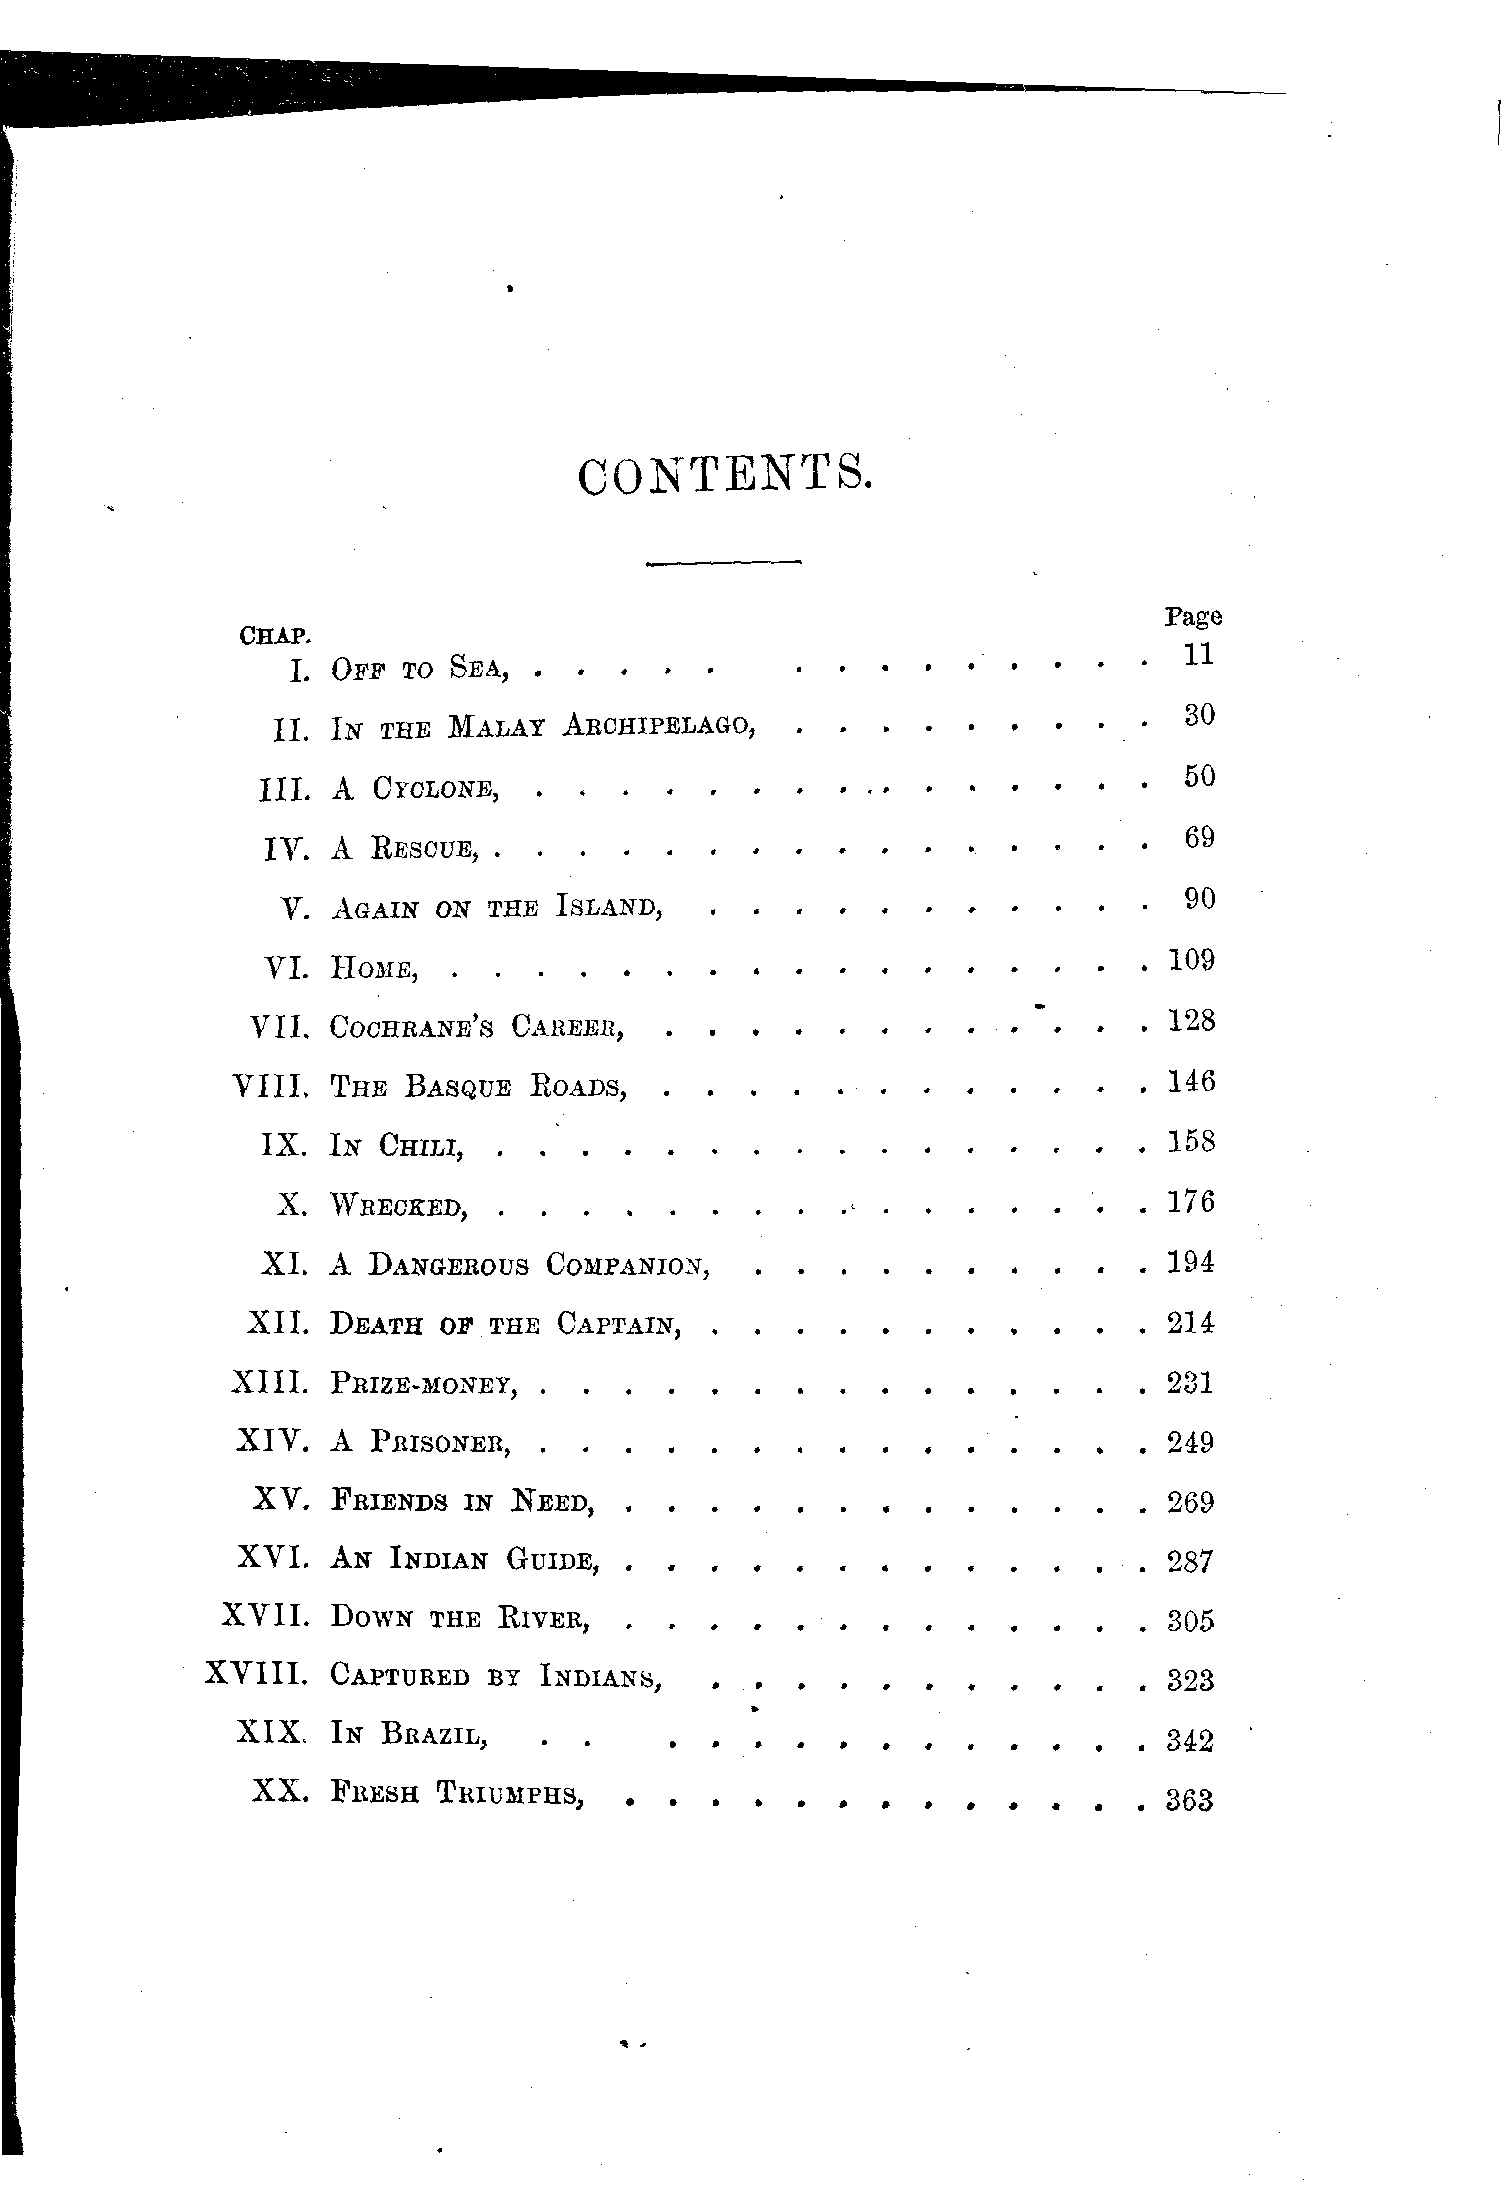 CONTENTS.
CHAP. Page
I. OFF TO SEA, . . . . . . . . . . . . . . 11
II. IN THE MALAY ARCHIPELAGO, . . . . . . . . . 30
III. A CYCLONE, . . . . . . . . . . . . . . . 50
IV. A RESCUE, . . . . . . . . . . . . . . . . 69
V. AGAIN ON THE ISLAND, . . . . . . . . . . . 90
VI. HOME, . . . . . . . . . . . . . . . . . 109
VII. COCHRANE'S CAREER, . . . . . . . . . . . . 128
VIII. THE BASQUE ROADS, . . . . . . . . . . . . 146
IX. IN CHILI, . . . . . . . . . . . . . . . . 158
X. WRECKED, . . . . . . . . . . . . . . . . 176
XI. A DANGEROUS COMPANION, . . . . . . . . . . 194
XII. DEATH OF THE CAPTAIN, . . . . . . . . . . . 214
XIII. PRIZE-MONEY, . . . . . . . . . . . . . . . 231
XIV. A PRISONER, . . . . . . . . . . . . . . . 249
XV. FRIENDS IN NEED, . . . . . . . . . . . . . 269
XVI. AN INDIAN GUIDE, . . . . . . . . . . . . . 287
XVII. DOWN THE RIVER, . . . . . . . . . . . . . 305
XVIII. CAPTURED BY INDIANS, . . . . . . . . . . . 323
XIX. IN BRAZIL, . . . . . . . . . . . . . . 342
XX. FRESH TRIUMPHS, . . . . . . . . . . . . . 363